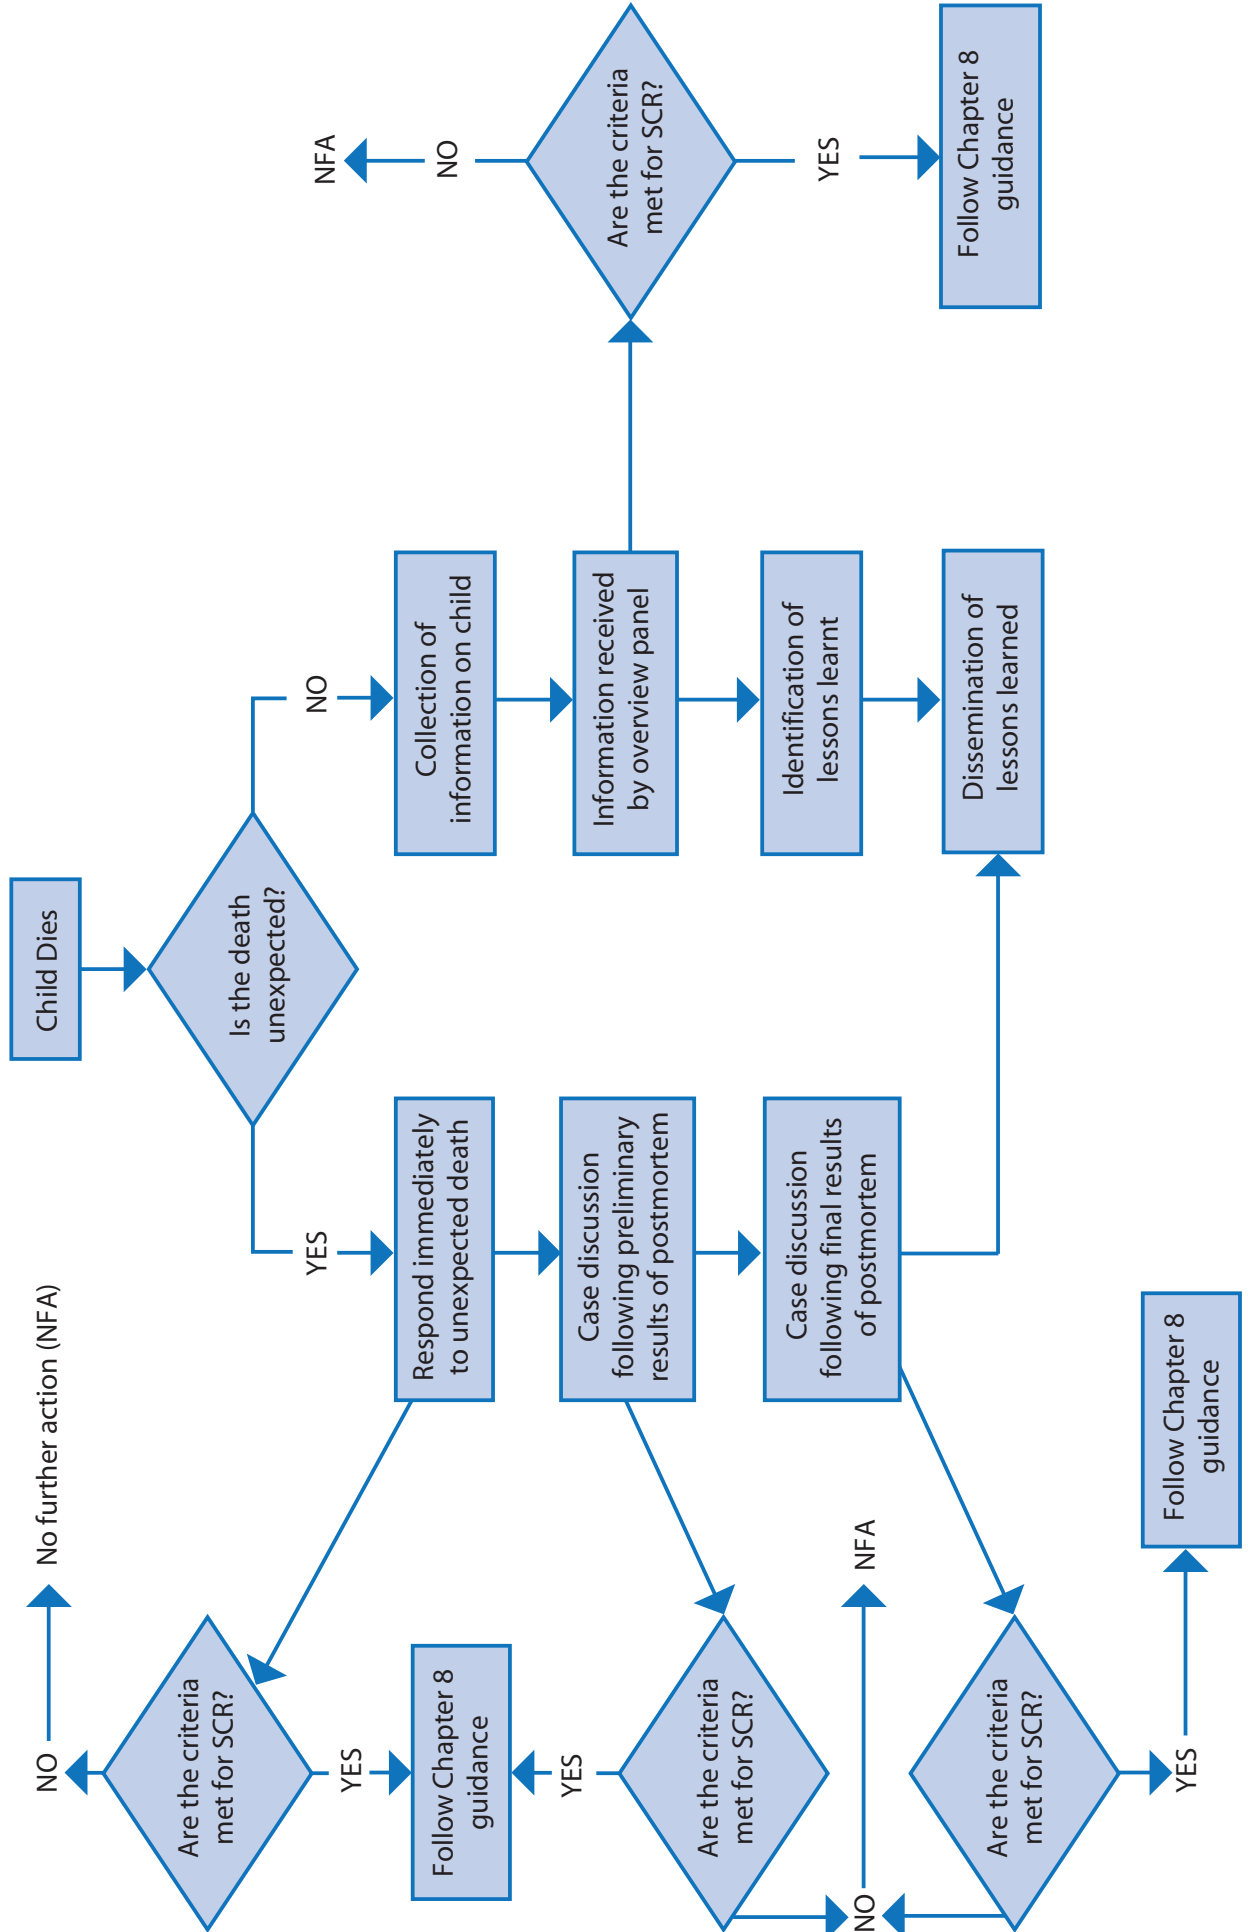 Child Dies
Is the death
unexpected?
YES
NO
Respond immediately
to unexpected death
Case discussion
following preliminary
results of postmortem
Case discussion
following final results
of postmortem
Collection of
information on child
Information received
by overview panel
Identification of
lessons learnt
Dissemination of
lessons learned
No further action (NFA)
NO
Are the criteria
met for SCR?
YES
Follow Chapter 8
guidance
YES
Are the criteria
met for SCR?
NO
NFA
Are the criteria
met for SCR?
YES
Follow Chapter 8
guidance
NFA
NO
Are the criteria
met for SCR?
YES
Follow Chapter 8
guidance